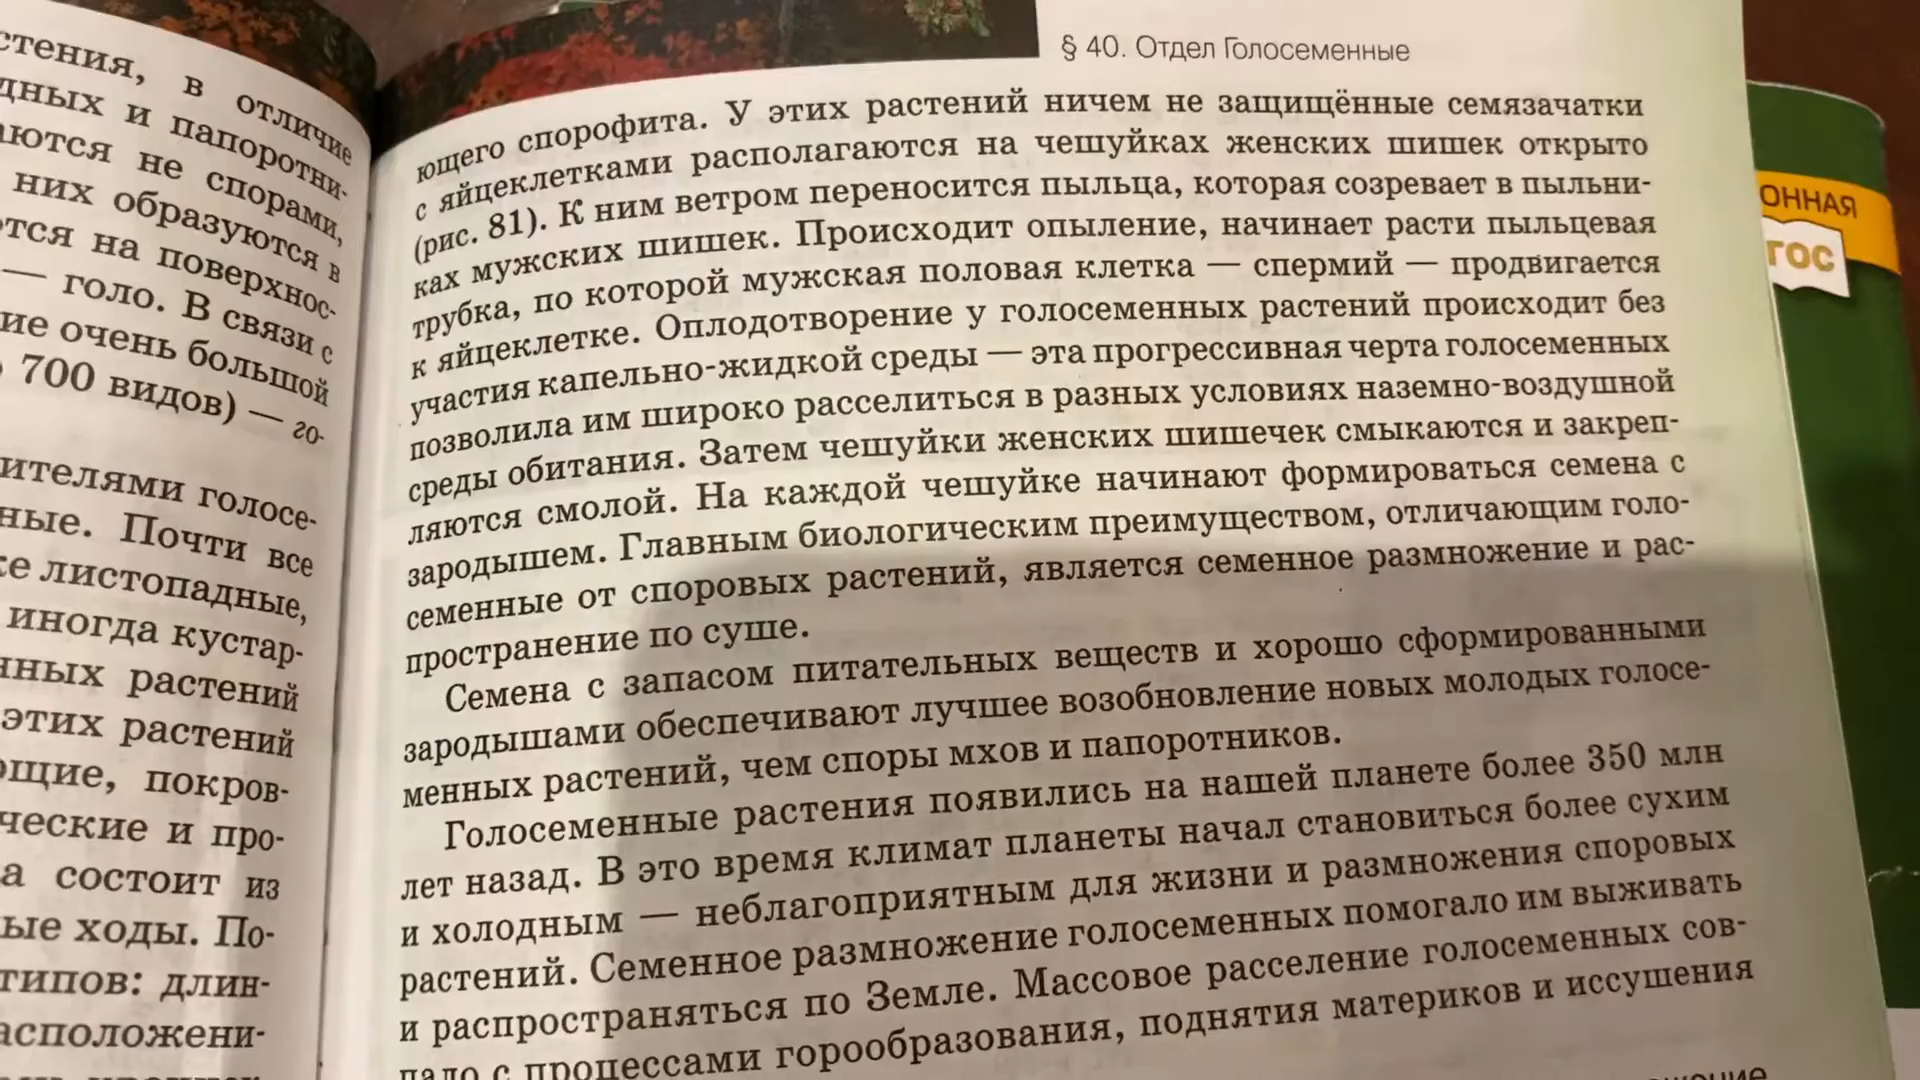 стения, в отличие
дных и папоротни-
аются не спорами,
них образуются в
тся на поверхнос-
— голо. В связи с
ие очень большой
700 видов) — го-
ителями голосе-
ные. Почти все
же листопадные,
иногда кустар-
нных растений
этих растений
ющие, покров-
ческие и про-
а состоит из
ые ходы. По-
типов: длин-
асположени-
§ 40. Отдел Голосеменные
ющего спорофита. У этих растений ничем не защищённые семязачатки
с яйцеклетками располагаются на чешуйках женских шишек открыто
(рис. 81). К ним ветром переносится пыльца, которая созревает в пыльни-
ках мужских шишек. Происходит опыление, начинает расти пыльцевая
трубка, по которой мужская половая клетка — спермий — продвигается
к яйцеклетке. Оплодотворение у голосеменных растений происходит без
участия капельно-жидкой среды — эта прогрессивная черта голосеменных
позволила им широко расселиться в разных условиях наземно-воздушной
среды обитания. Затем чешуйки женских шишечек смыкаются и закреп-
ляются смолой. На каждой чешуйке начинают формироваться семена с
зародышем. Главным биологическим преимуществом, отличающим голо-
семенные от споровых растений, является семенное размножение и рас-
пространение по суше.
Семена с запасом питательных веществ и хорошо сформированными
зародышами обеспечивают лучшее возобновление новых молодых голосе-
менных растений, чем споры мхов и папоротников.
Голосеменные растения появились на нашей планете более 350 млн
лет назад. В это время климат планеты начал становиться более сухим
и холодным — неблагоприятным для жизни и размножения споровых
растений. Семенное размножение голосеменных помогало им выживать
и распространяться по Земле. Массовое расселение голосеменных сов-
пало с процессами горообразования, поднятия материков и иссушения
ОННАЯ
ГОС